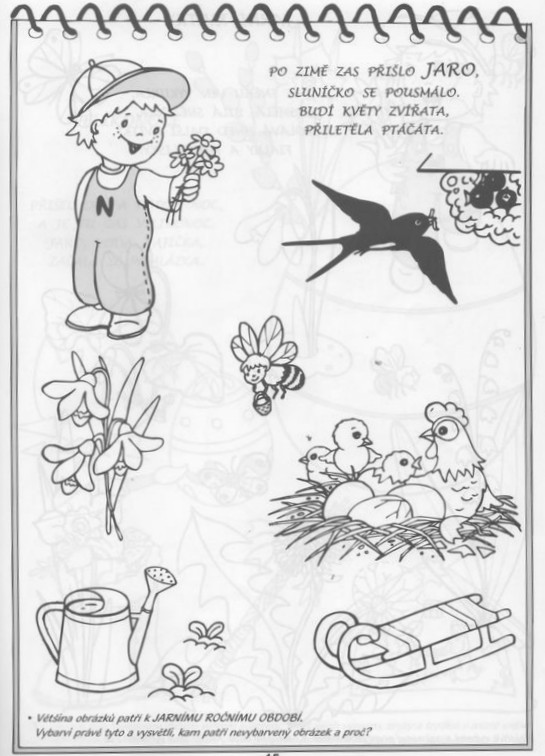 PO ZIMĚ ZAS PŘIŠLO JARO,
SLUNÍČKO SE POUSMÁLO.
BUDÍ KVĚTY ZVÍŘATA,
PŘILETĚLA PTÁČATA.
N
• Většina obrázků patří k JARNÍMU ROČNÍMU OBDOBÍ.
Vybarvi právě tyto a vysvětli, kam patří nevybarvený obrázek a proč?